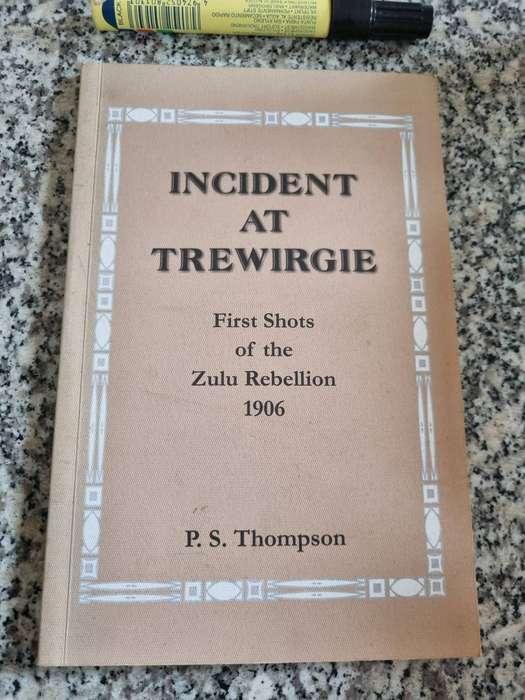 INCIDENT
AT
TREWIRGIE
First Shots
of the
Zulu Rebellion
1906
P. S. Thompson